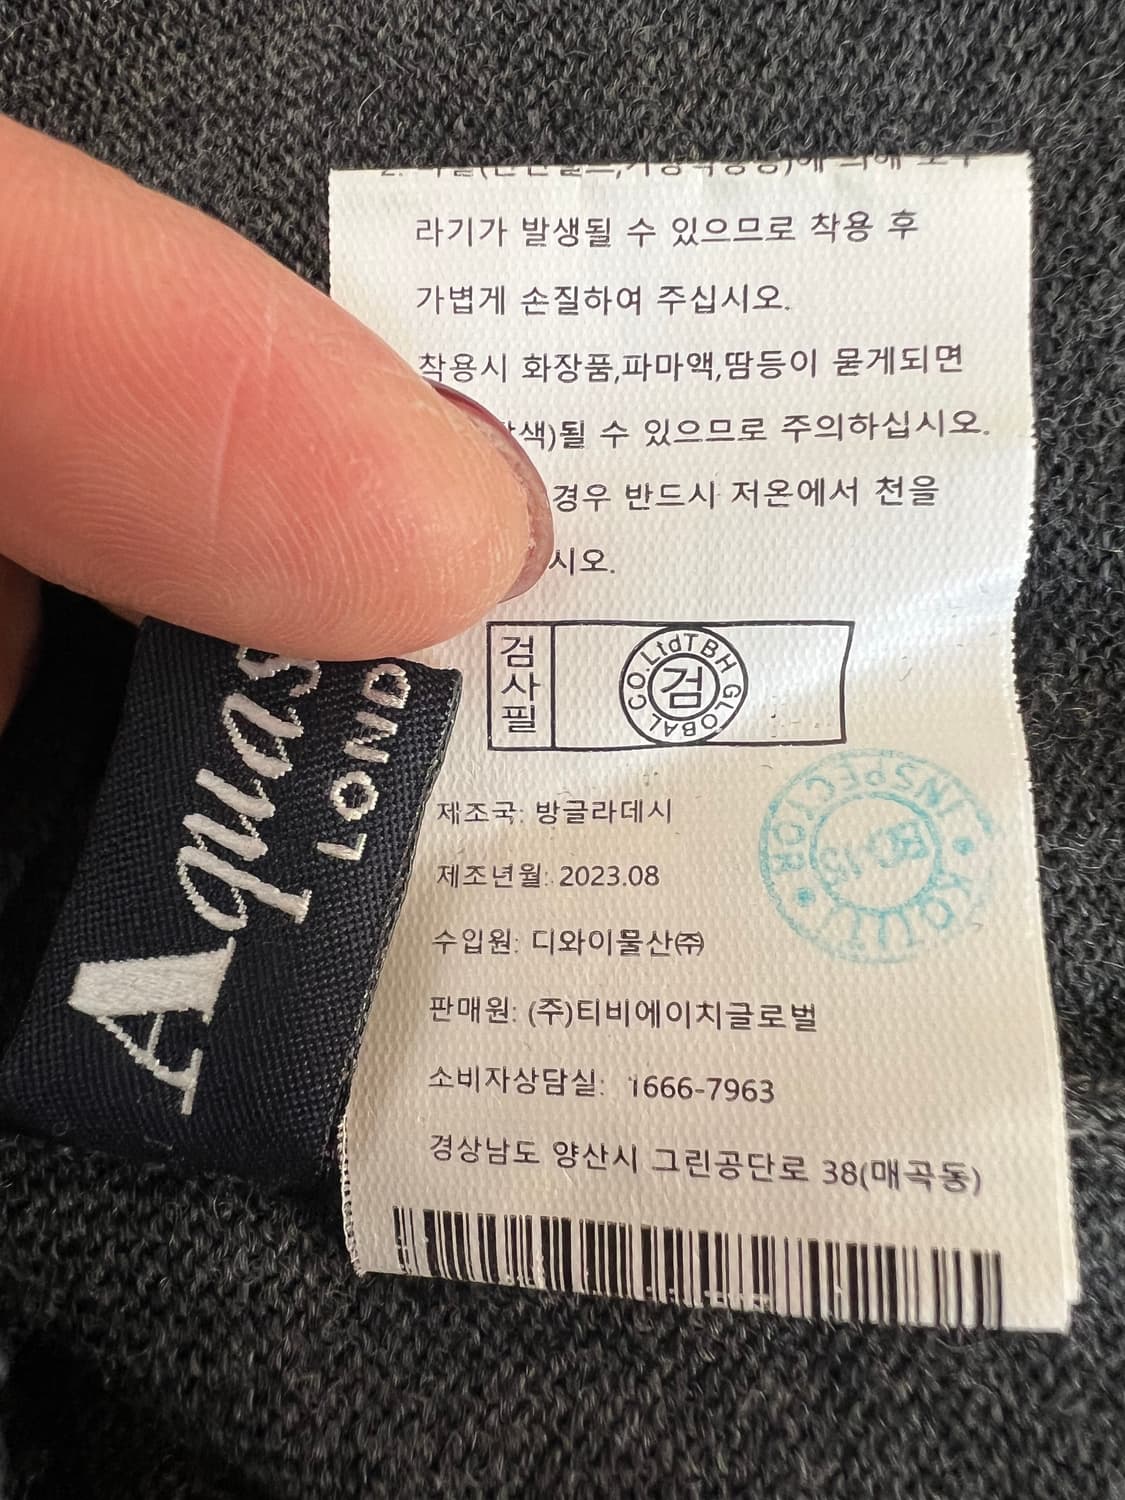 라기가 발생될 수 있으므로 착용 후
가볍게 손질하여 주십시오.
착용시 화장품,파마액,땀등이 묻게되면
색)될 수 있으므로 주의하십시오.
경우 반드시 저온에서 천을
시오.
검사필
CO.Ltd TBH GLOBAL
검
INSPECTOR
KOTITI
제조국: 방글라데시
제조년월: 2023.08
수입원: 디와이물산㈜
판매원: (주)티비에이치글로벌
소비자상담실: 1666-7963
경상남도 양산시 그린공단로 38(매곡동)
Aquas
LOND